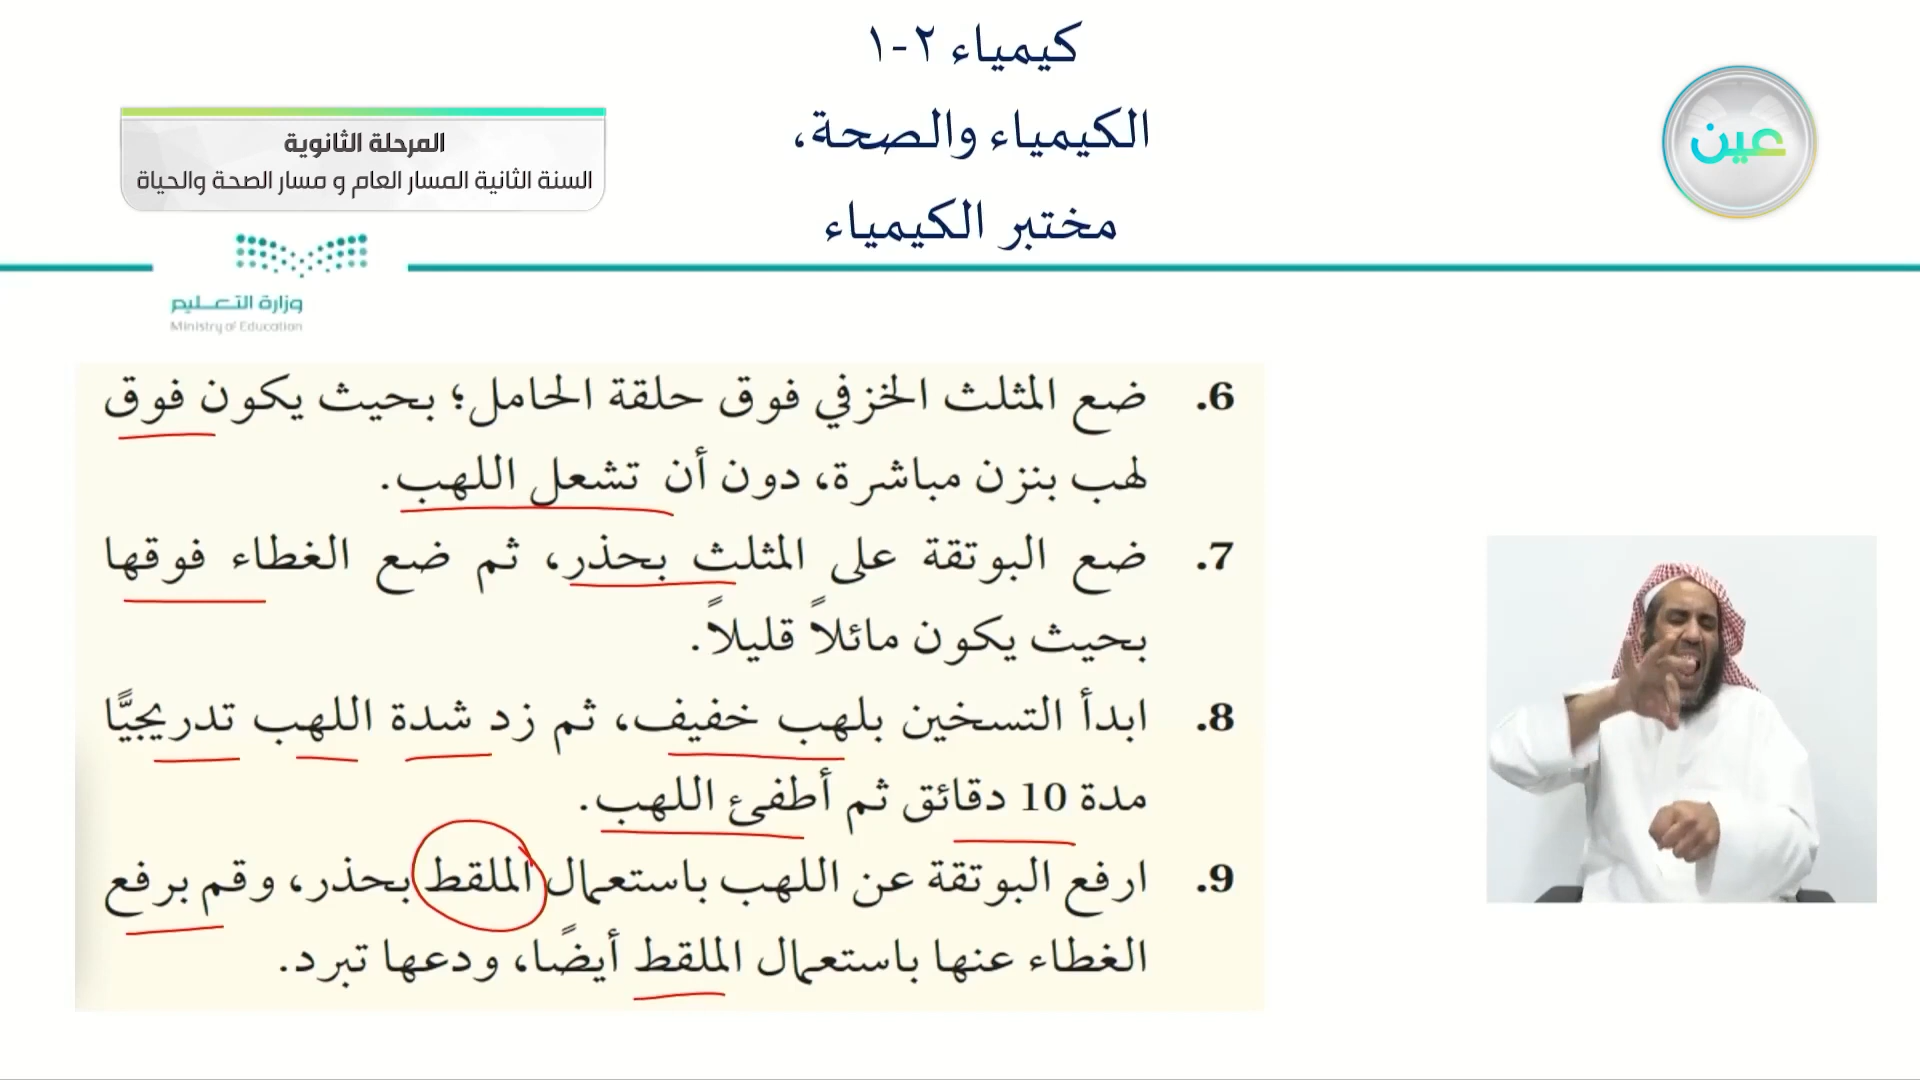 كيمياء ٢-١
الكيمياء والصحة،
مختبر الكيمياء
عين
المرحلة الثانوية
السنة الثانية المسار العام و مسار الصحة والحياة
وزارة التعليم
Ministry of Education
6. ضع المثلث الخزفي فوق حلقة الحامل؛ بحيث يكون فوق
لهب بنزن مباشرة، دون أن تشعل اللهب.
7. ضع البوتقة على المثلث بحذر، ثم ضع الغطاء فوقها
بحيث يكون مائلاً قليلاً.
8. ابدأ التسخين بلهب خفيف، ثم زد شدة اللهب تدريجيًّا
مدة 10 دقائق ثم أطفئ اللهب.
9. ارفع البوتقة عن اللهب باستعمال الملقط بحذر، وقم برفع
الغطاء عنها باستعمال الملقط أيضًا، ودعها تبرد.